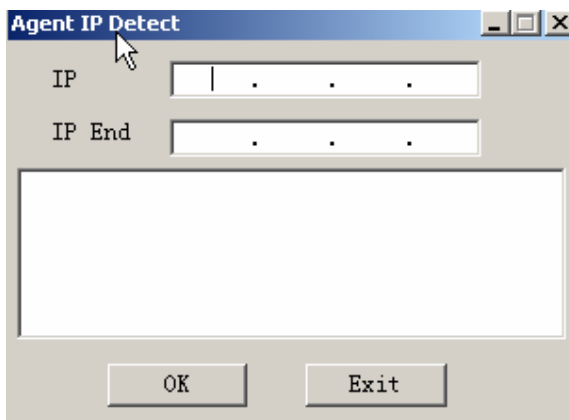 Agent IP Detect
IP . . .
IP End . . .
OK Exit